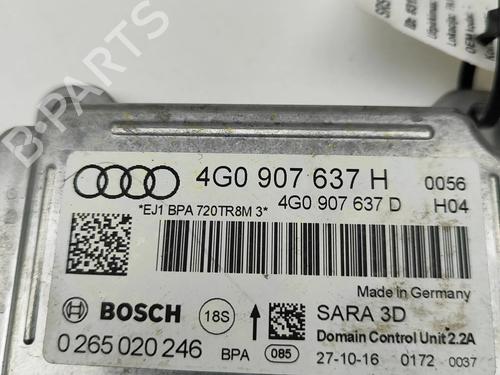 4G0 907 637 H 0056
*EJ1 BPA 720TR8M 3* 4G0 907 637 D H04
Made in Germany
BOSCH 18S SARA 3D
Domain Control Unit 2.2A
0 265 020 246 BPA 085 27-10-16 0172 0037
B-PARTS